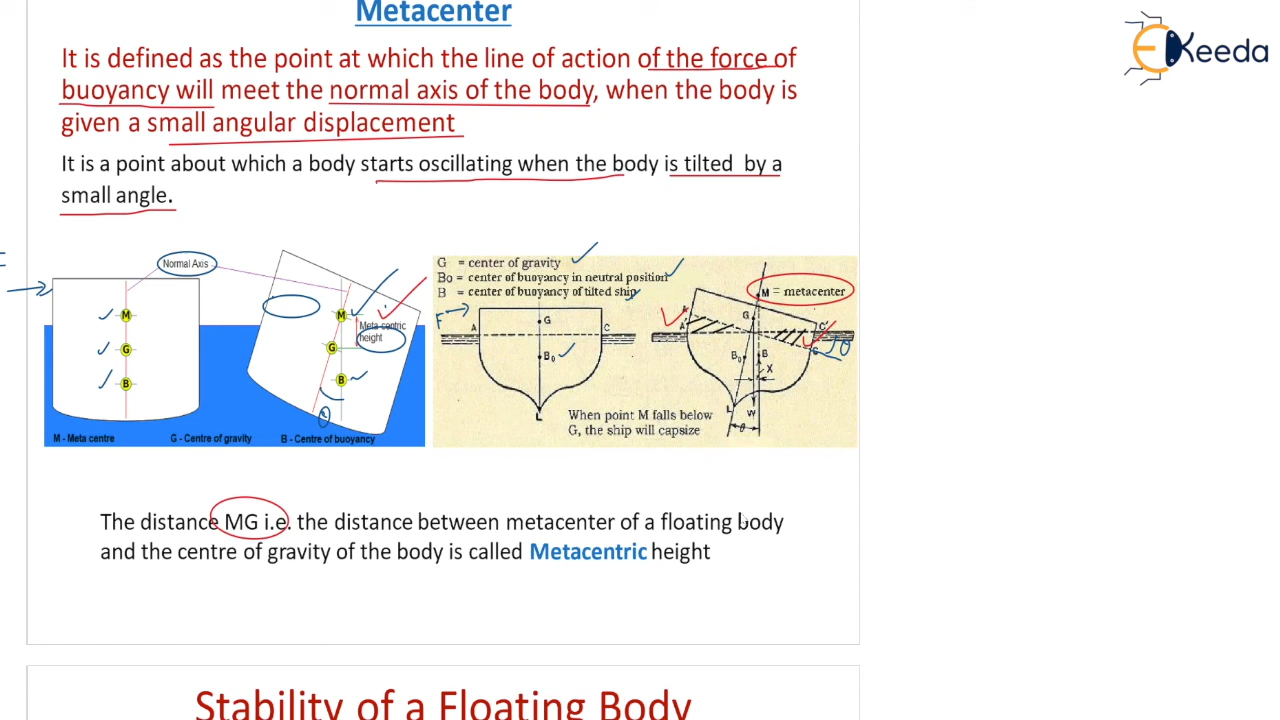 Metacenter
Keeda
It is defined as the point at which the line of action of the force of
buoyancy will meet the normal axis of the body, when the body is
given a small angular displacement
It is a point about which a body starts oscillating when the body is tilted by a
small angle.
Normal Axis
M
G
B
M
Meta-centric
height
G
B
θ
M - Meta centre
G - Centre of gravity
B - Centre of buoyancy
G = center of gravity
Bo = center of buoyancy in neutral position
B = center of buoyancy of tilted ship
F
A
G
C
B₀
L
When point M falls below
G, the ship will capsize
M = metacenter
G
A'
C'
B₀
B
X
L
W
θ
θ
The distance MG i.e. the distance between metacenter of a floating body
and the centre of gravity of the body is called Metacentric height
Stability of a Floating Body